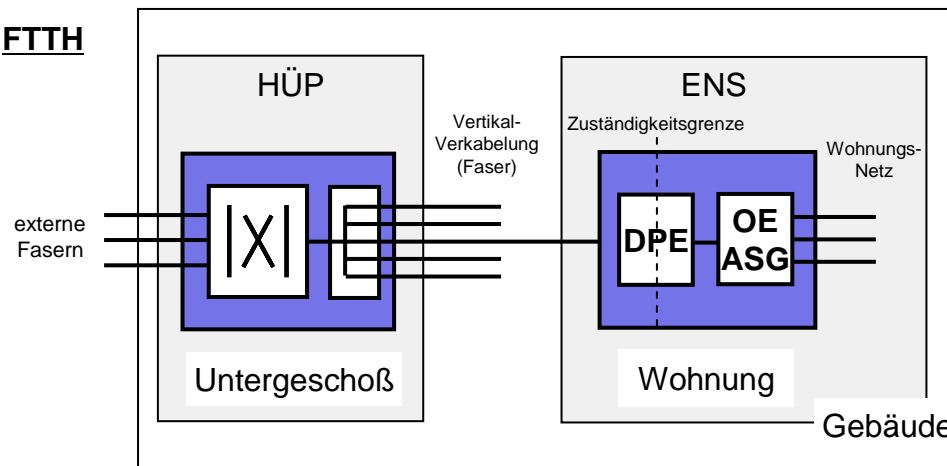 FTTH
HÜP
ENS
Vertikal-
Verkabelung
(Faser)
Zuständigkeitsgrenze
Wohnungs-
Netz
externe
Fasern
|X|
DPE
OE
ASG
Untergeschoß
Wohnung
Gebäude